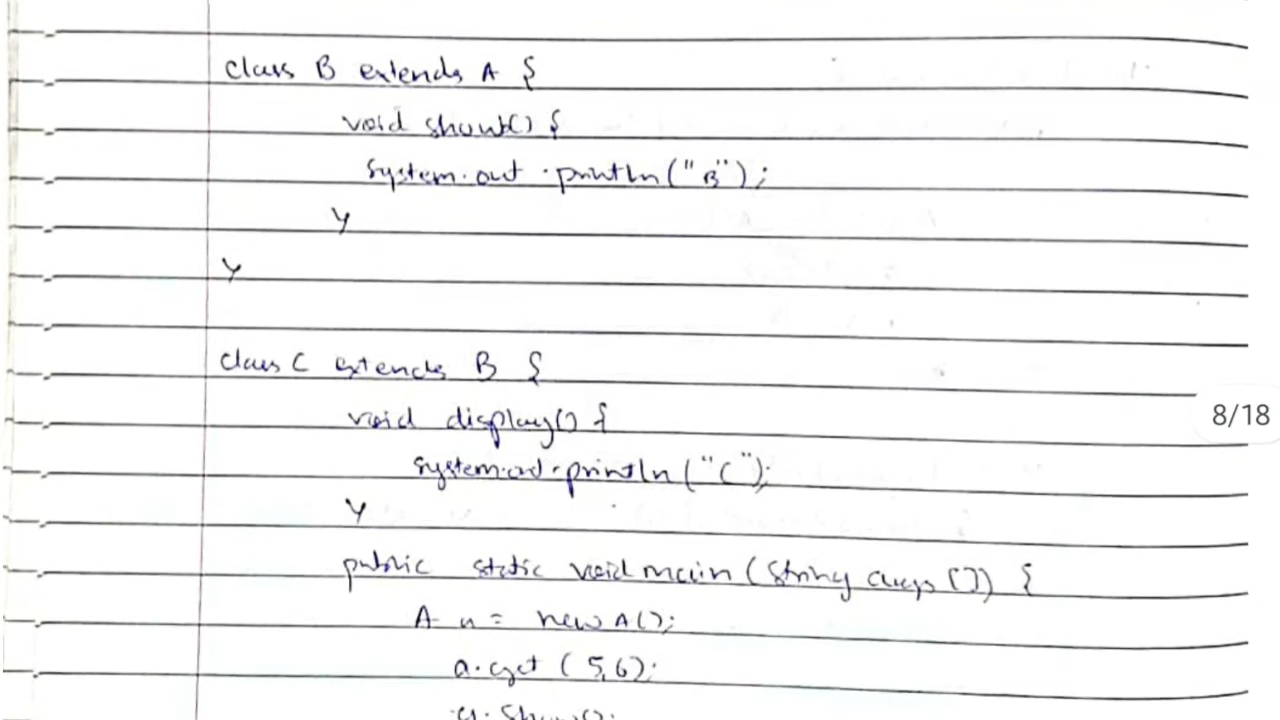 class B extends A {
void show() {
System.out.println("B");
}
}
class C extends B {
void display() {
System.out.println("C");
}
8/18
public static void main(String args[]) {
A a = new A();
a.get(5,6);
a.show();